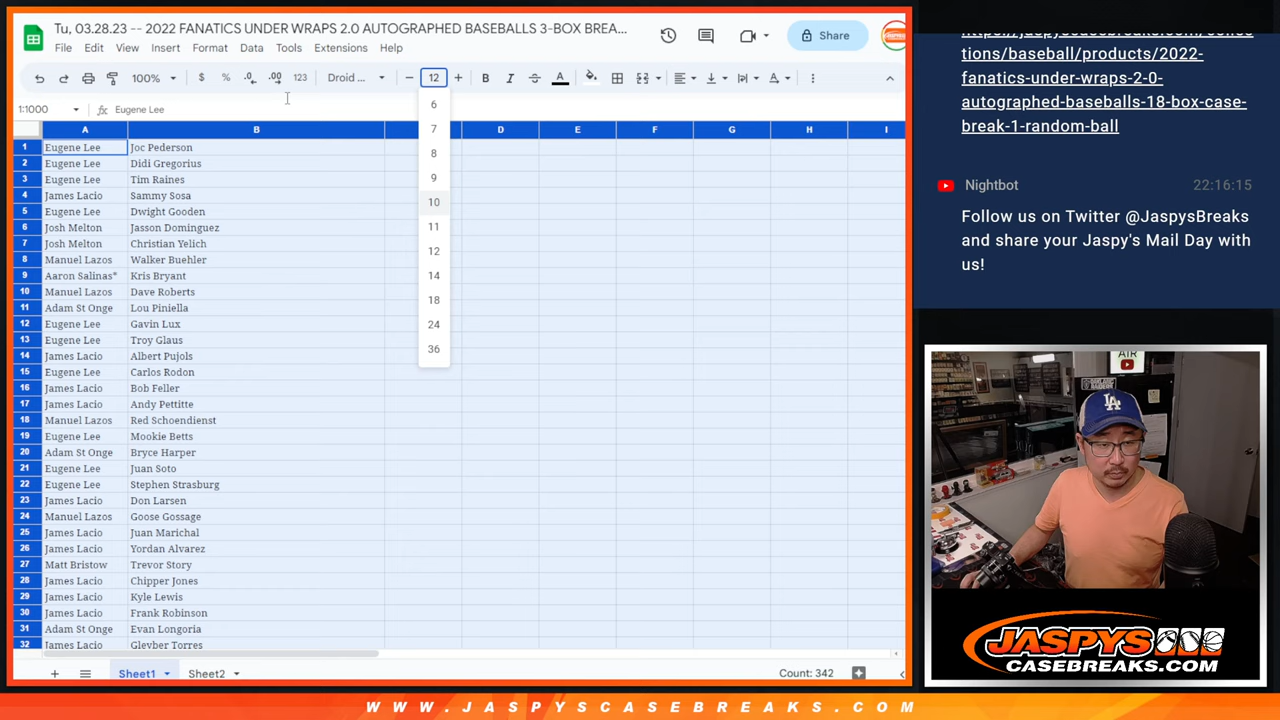 Tu, 03.28.23 -- 2022 FANATICS UNDER WRAPS 2.0 AUTOGRAPHED BASEBALLS 3-BOX BREA...
File Edit View Insert Format Data Tools Extensions Help
Share
100% $ % .0 .00 123 Droid ... 12 B I A
1:1000 fx Eugene Lee
A B D E F G H I
1 Eugene Lee Joc Pederson
2 Eugene Lee Didi Gregorius
3 Eugene Lee Tim Raines
4 James Lacio Sammy Sosa
5 Eugene Lee Dwight Gooden
6 Josh Melton Jasson Dominguez
7 Josh Melton Christian Yelich
8 Manuel Lazos Walker Buehler
9 Aaron Salinas* Kris Bryant
10 Manuel Lazos Dave Roberts
11 Adam St Onge Lou Piniella
12 Eugene Lee Gavin Lux
13 Eugene Lee Troy Glaus
14 James Lacio Albert Pujols
15 Eugene Lee Carlos Rodon
16 James Lacio Bob Feller
17 James Lacio Andy Pettitte
18 Manuel Lazos Red Schoendienst
19 Eugene Lee Mookie Betts
20 Adam St Onge Bryce Harper
21 Eugene Lee Juan Soto
22 Eugene Lee Stephen Strasburg
23 James Lacio Don Larsen
24 Manuel Lazos Goose Gossage
25 James Lacio Juan Marichal
26 James Lacio Yordan Alvarez
27 Matt Bristow Trevor Story
28 James Lacio Chipper Jones
29 James Lacio Kyle Lewis
30 James Lacio Frank Robinson
31 Adam St Onge Evan Longoria
32 James Lacio Gleyber Torres
6
7
8
9
10
11
12
14
18
24
36
Sheet1 Sheet2 Count: 342
https://jaspyscasebreaks.com/collec
tions/baseball/products/2022-
fanatics-under-wraps-2-0-
autographed-baseballs-18-box-case-
break-1-random-ball
Nightbot 22:16:15
Follow us on Twitter @JaspysBreaks
and share your Jaspy's Mail Day with
us!
AIR
LA
JASPYS
CASEBREAKS.COM
WWW.JASPYSCASEBREAKS.COM